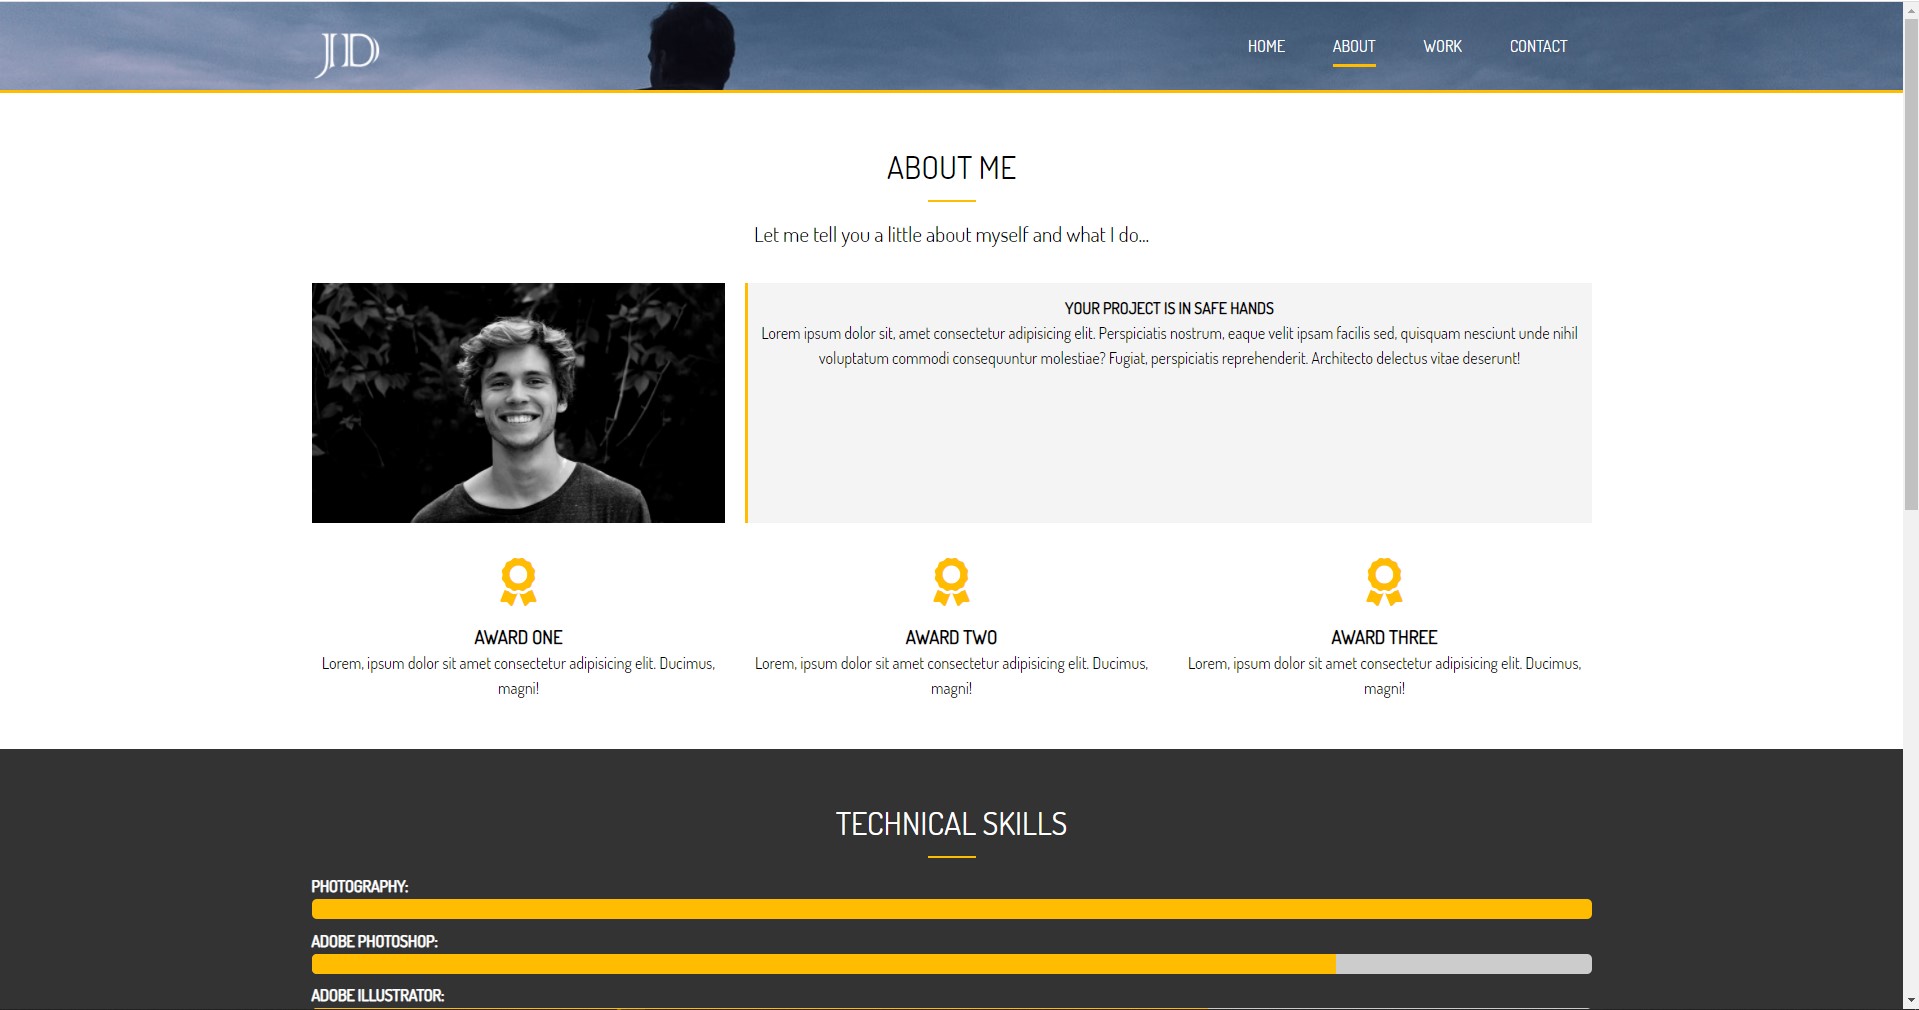 JD
HOME ABOUT WORK CONTACT
ABOUT ME
Let me tell you a little about myself and what I do...
YOUR PROJECT IS IN SAFE HANDS
Lorem ipsum dolor sit, amet consectetur adipisicing elit. Perspiciatis nostrum, eaque velit ipsam facilis sed, quisquam nesciunt unde nihil
voluptatum commodi consequuntur molestiae? Fugiat, perspiciatis reprehenderit. Architecto delectus vitae deserunt!
AWARD ONE
Lorem, ipsum dolor sit amet consectetur adipisicing elit. Ducimus,
magni!
AWARD TWO
Lorem, ipsum dolor sit amet consectetur adipisicing elit. Ducimus,
magni!
AWARD THREE
Lorem, ipsum dolor sit amet consectetur adipisicing elit. Ducimus,
magni!
TECHNICAL SKILLS
PHOTOGRAPHY:
ADOBE PHOTOSHOP:
ADOBE ILLUSTRATOR: